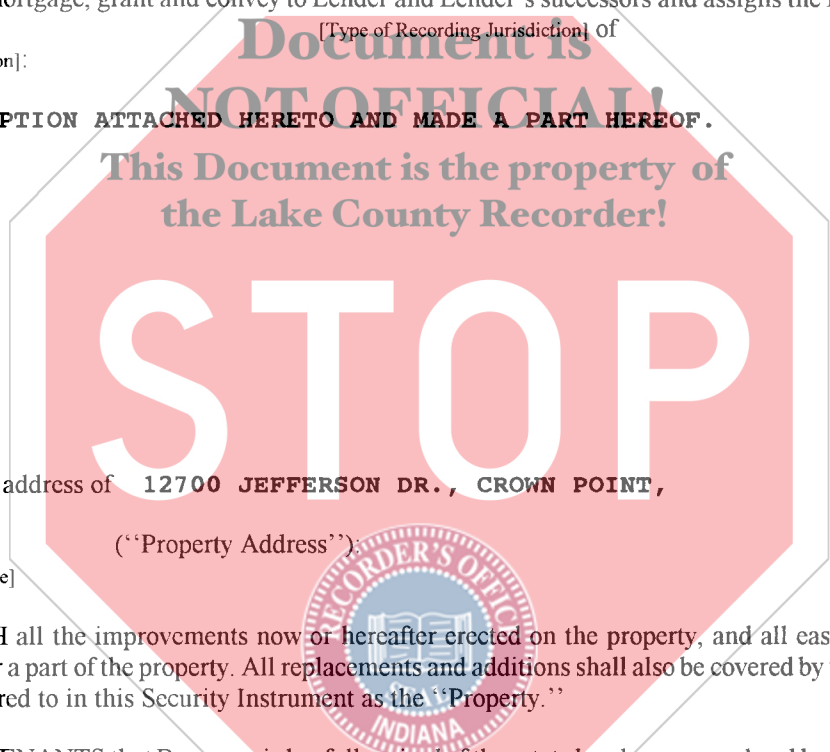 mortgage, grant and convey to Lender and Lender's successors and assigns the
[Type of Recording Jurisdiction] of
Document is
on]:
NOT OFFICIAL!
PTION ATTACHED HERETO AND MADE A PART HEREOF.
This Document is the property of
the Lake County Recorder!
STOP
address of 12700 JEFFERSON DR., CROWN POINT,
(‘‘Property Address’’):
e]
RECORDER'S OFFICE
H all the improvements now or hereafter erected on the property, and all eas
a part of the property. All replacements and additions shall also be covered by
red to in this Security Instrument as the ‘‘Property.’’
SEAL
INDIANA